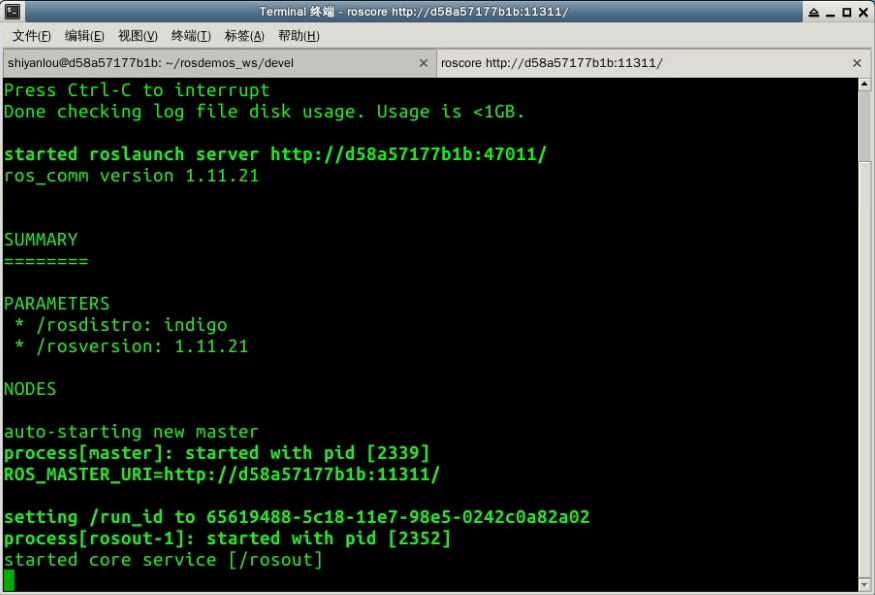 Terminal 终端 - roscore http://d58a57177b1b:11311/
文件(F) 编辑(E) 视图(V) 终端(T) 标签(A) 帮助(H)
shiyanlou@d58a57177b1b: ~/rosdemos_ws/devel
roscore http://d58a57177b1b:11311/
Press Ctrl-C to interrupt
Done checking log file disk usage. Usage is <1GB.
started roslaunch server http://d58a57177b1b:47011/
ros_comm version 1.11.21
SUMMARY
========
PARAMETERS
* /rosdistro: indigo
* /rosversion: 1.11.21
NODES
auto-starting new master
process[master]: started with pid [2339]
ROS_MASTER_URI=http://d58a57177b1b:11311/
setting /run_id to 65619488-5c18-11e7-98e5-0242c0a82a02
process[rosout-1]: started with pid [2352]
started core service [/rosout]